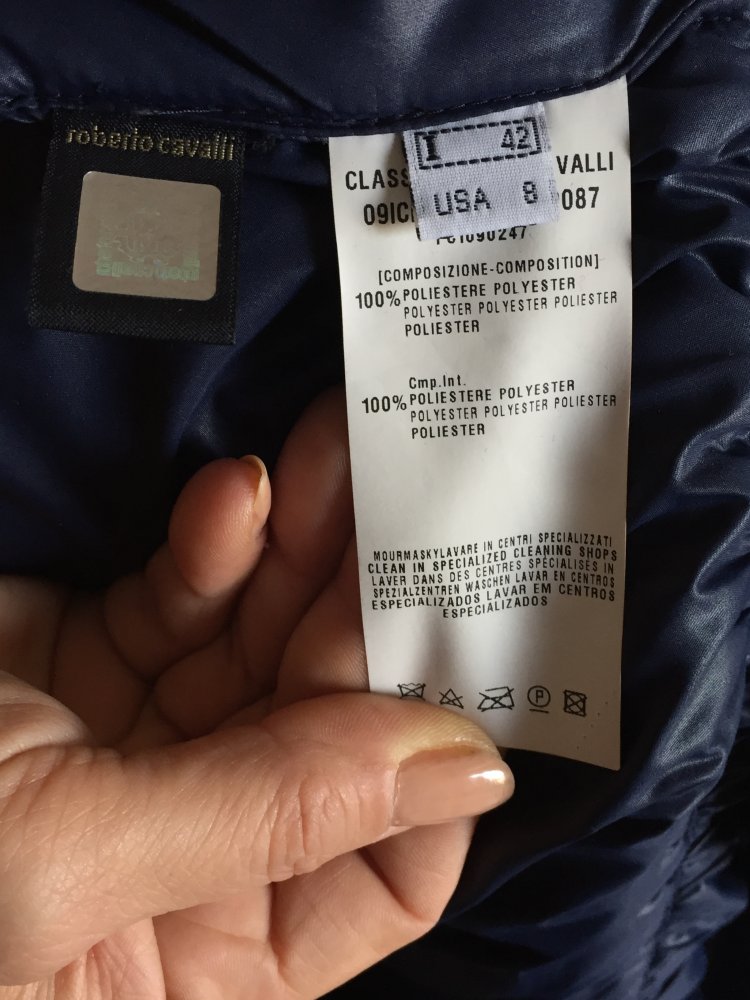 roberto cavalli
I 42
USA 8
CLASS VALLI
087
[COMPOSIZIONE-COMPOSITION]
100% POLIESTERE POLYESTER
POLYESTER POLYESTER POLIESTER
POLIESTER
Cmp.Int.
100% POLIESTERE POLYESTER
POLYESTER POLYESTER POLIESTER
POLIESTER
MOURMASKYLAVARE IN CENTRI SPECIALIZZATI
CLEAN IN SPECIALIZED CLEANING SHOPS
LAVER DANS DES CENTRES SPÉCIALISES IN
SPEZIALZENTREN WASCHEN LAVAR EN CENTROS
ESPECIALIZADOS LAVAR EM CENTROS
ESPECIALIZADOS
P